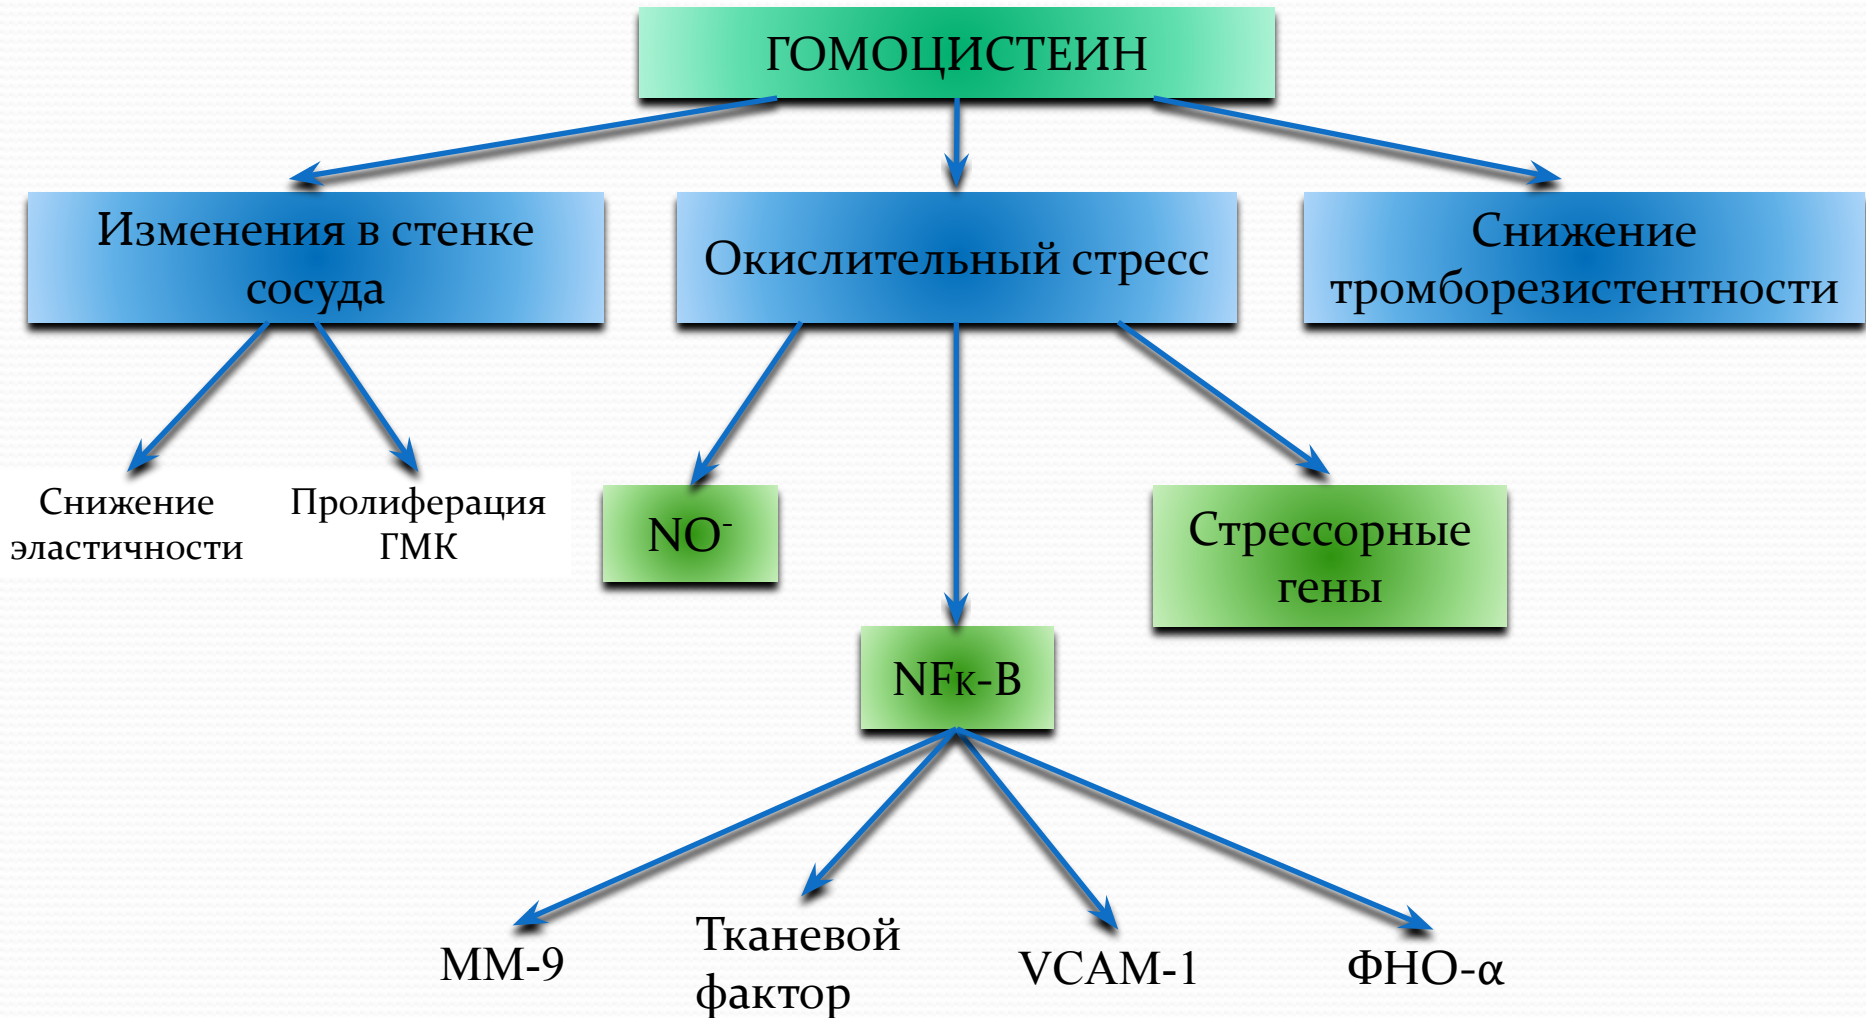 ГОМОЦИСТЕИН
Изменения в стенке
сосуда
Окислительный стресс
Снижение
тромборезистентности
Снижение
эластичности
Пролиферация
ГМК
NO⁻
Стрессорные
гены
NFκ-B
ММ-9
Тканевой
фактор
VCAM-1
ФНО-α